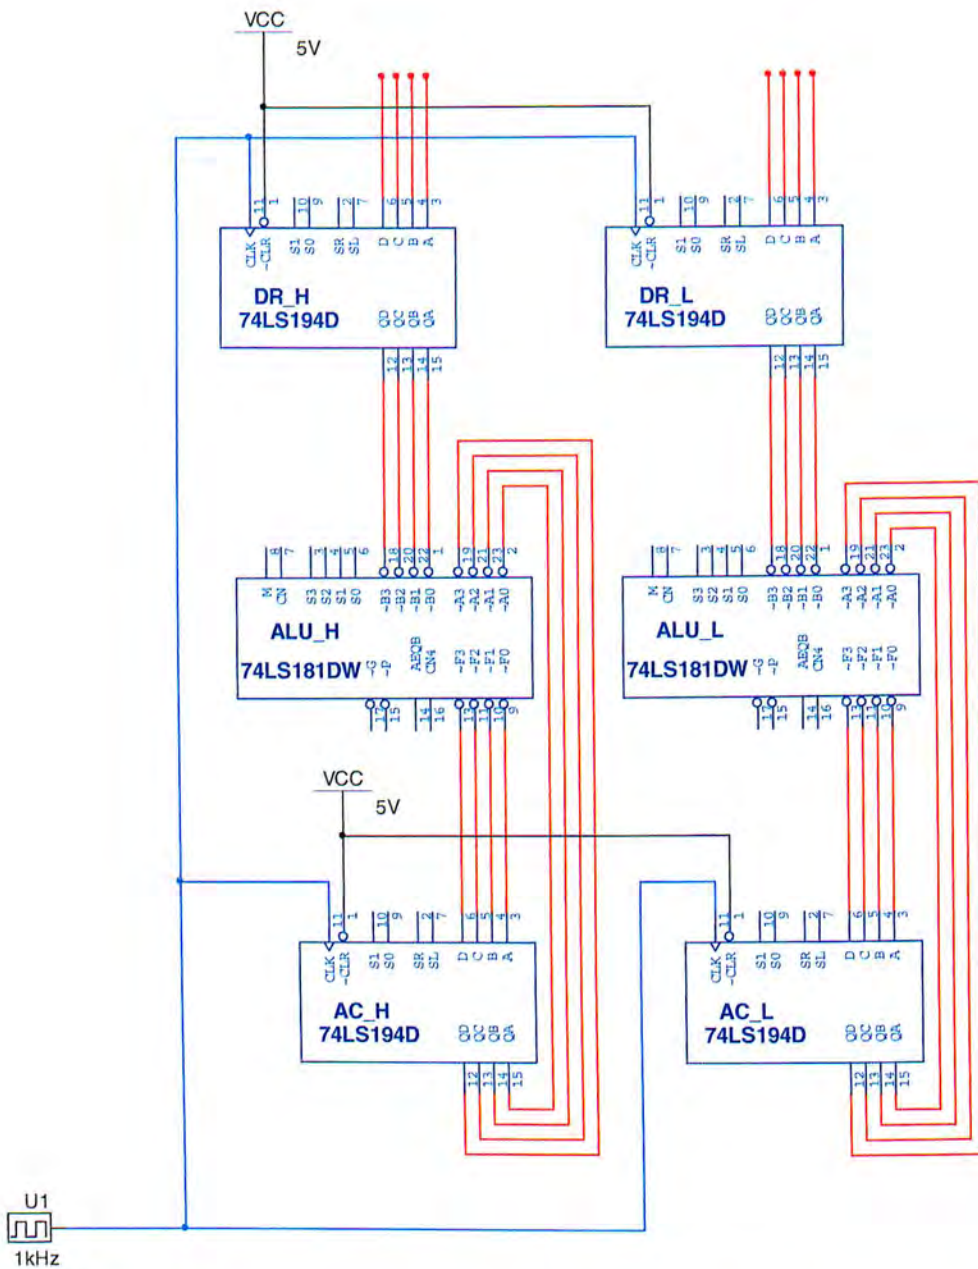 VCC
5V
11 1 10 9 2 7 6 5 4 3
11 1 10 9 2 7 6 5 4 3
CLK ~CLR S1 S0 SR SL D C B A
CLK ~CLR S1 S0 SR SL D C B A
DR_H
DR_L
74LS194D
74LS194D
QD QC QB QA
QD QC QB QA
12 13 14 15
12 13 14 15
8 7 3 4 5 6 18 20 22 1 19 21 23 2
8 7 3 4 5 6 18 20 22 1 19 21 23 2
M CN S3 S2 S1 S0 ~B3 ~B2 ~B1 ~B0 ~A3 ~A2 ~A1 ~A0
M CN S3 S2 S1 S0 ~B3 ~B2 ~B1 ~B0 ~A3 ~A2 ~A1 ~A0
ALU_H
ALU_L
74LS181DW
74LS181DW
~G ~P AEQB CN4 ~F3 ~F2 ~F1 ~F0
~G ~P AEQB CN4 ~F3 ~F2 ~F1 ~F0
17 15 14 16 13 11 10 9
17 15 14 16 13 11 10 9
VCC
5V
11 1 10 9 2 7 6 5 4 3
11 1 10 9 2 7 6 5 4 3
CLK ~CLR S1 S0 SR SL D C B A
CLK ~CLR S1 S0 SR SL D C B A
AC_H
AC_L
74LS194D
74LS194D
QD QC QB QA
QD QC QB QA
12 13 14 15
12 13 14 15
U1
1kHz